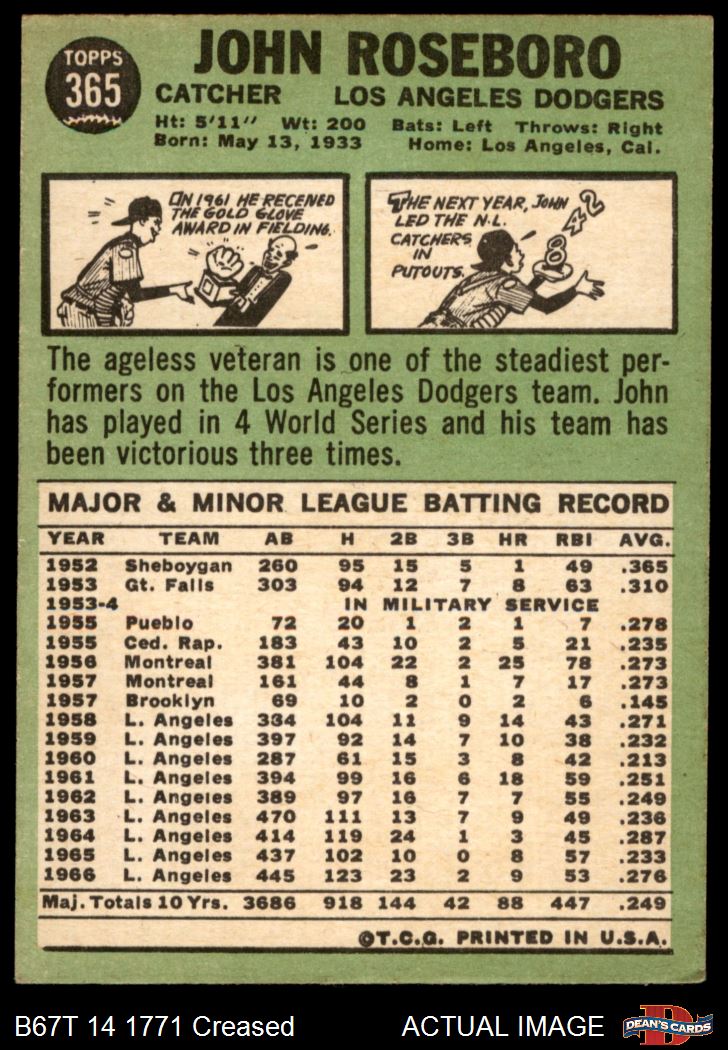 TOPPS
365
JOHN ROSEBORO
CATCHER LOS ANGELES DODGERS
Ht: 5'11" Wt: 200 Bats: Left Throws: Right
Born: May 13, 1933 Home: Los Angeles, Cal.
IN 1961 HE RECEIVED
THE GOLD GLOVE
AWARD IN FIELDING.
THE NEXT YEAR, JOHN
LED THE N.L.
CATCHERS
IN
PUTOUTS.
842
The ageless veteran is one of the steadiest per-
formers on the Los Angeles Dodgers team. John
has played in 4 World Series and his team has
been victorious three times.
MAJOR & MINOR LEAGUE BATTING RECORD
YEAR TEAM AB H 2B 3B HR RBI AVG.
1952 Sheboygan 260 95 15 5 1 49 .365
1953 Gt. Falls 303 94 12 7 8 63 .310
1953-4 IN MILITARY SERVICE
1955 Pueblo 72 20 1 2 1 7 .278
1955 Ced. Rap. 183 43 10 2 5 21 .235
1956 Montreal 381 104 22 2 25 78 .273
1957 Montreal 161 44 8 1 7 17 .273
1957 Brooklyn 69 10 2 0 2 6 .145
1958 L. Angeles 384 104 11 9 14 43 .271
1959 L. Angeles 397 92 14 7 10 38 .232
1960 L. Angeles 287 61 15 3 8 42 .213
1961 L. Angeles 394 99 16 6 18 59 .251
1962 L. Angeles 389 97 16 7 7 55 .249
1963 L. Angeles 470 111 13 7 9 49 .236
1964 L. Angeles 414 119 24 1 3 45 .287
1965 L. Angeles 437 102 10 0 8 57 .233
1966 L. Angeles 445 123 23 2 9 53 .276
Maj. Totals 10 Yrs. 3686 918 144 42 88 447 .249
©T.C.G. PRINTED IN U.S.A.
B67T 14 1771 Creased ACTUAL IMAGE
D
DEAN'S CARDS